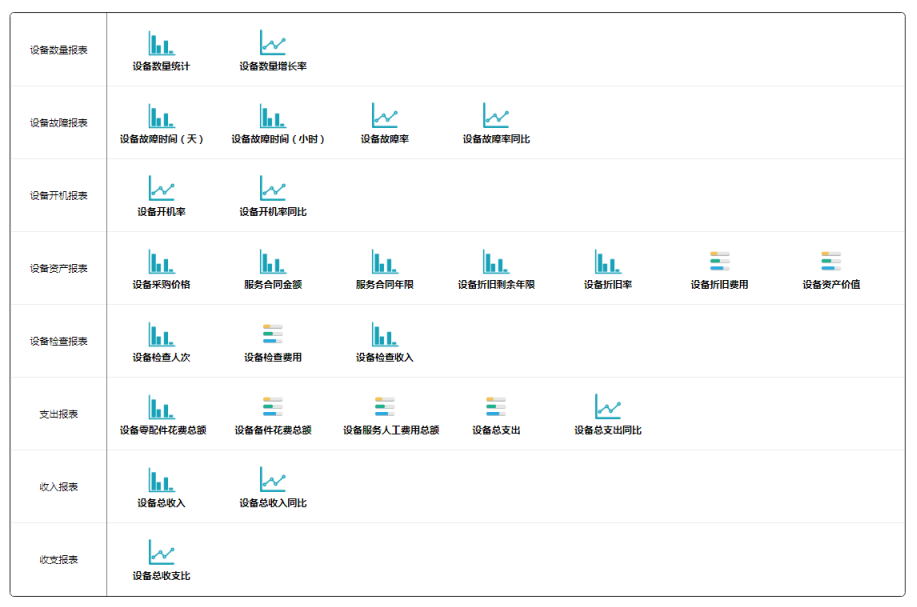 设备数量报表
设备数量统计 设备数量增长率
设备故障报表
设备故障时间（天） 设备故障时间（小时） 设备故障率 设备故障率同比
设备开机报表
设备开机率 设备开机率同比
设备资产报表
设备采购价格 服务合同金额 服务合同年限 设备折旧剩余年限 设备折旧率 设备折旧费用 设备资产价值
设备检查报表
设备检查人次 设备检查费用 设备检查收入
支出报表
设备零配件花费总额 设备备件花费总额 设备服务人工费用总额 设备总支出 设备总支出同比
收入报表
设备总收入 设备总收入同比
收支报表
设备总收支比